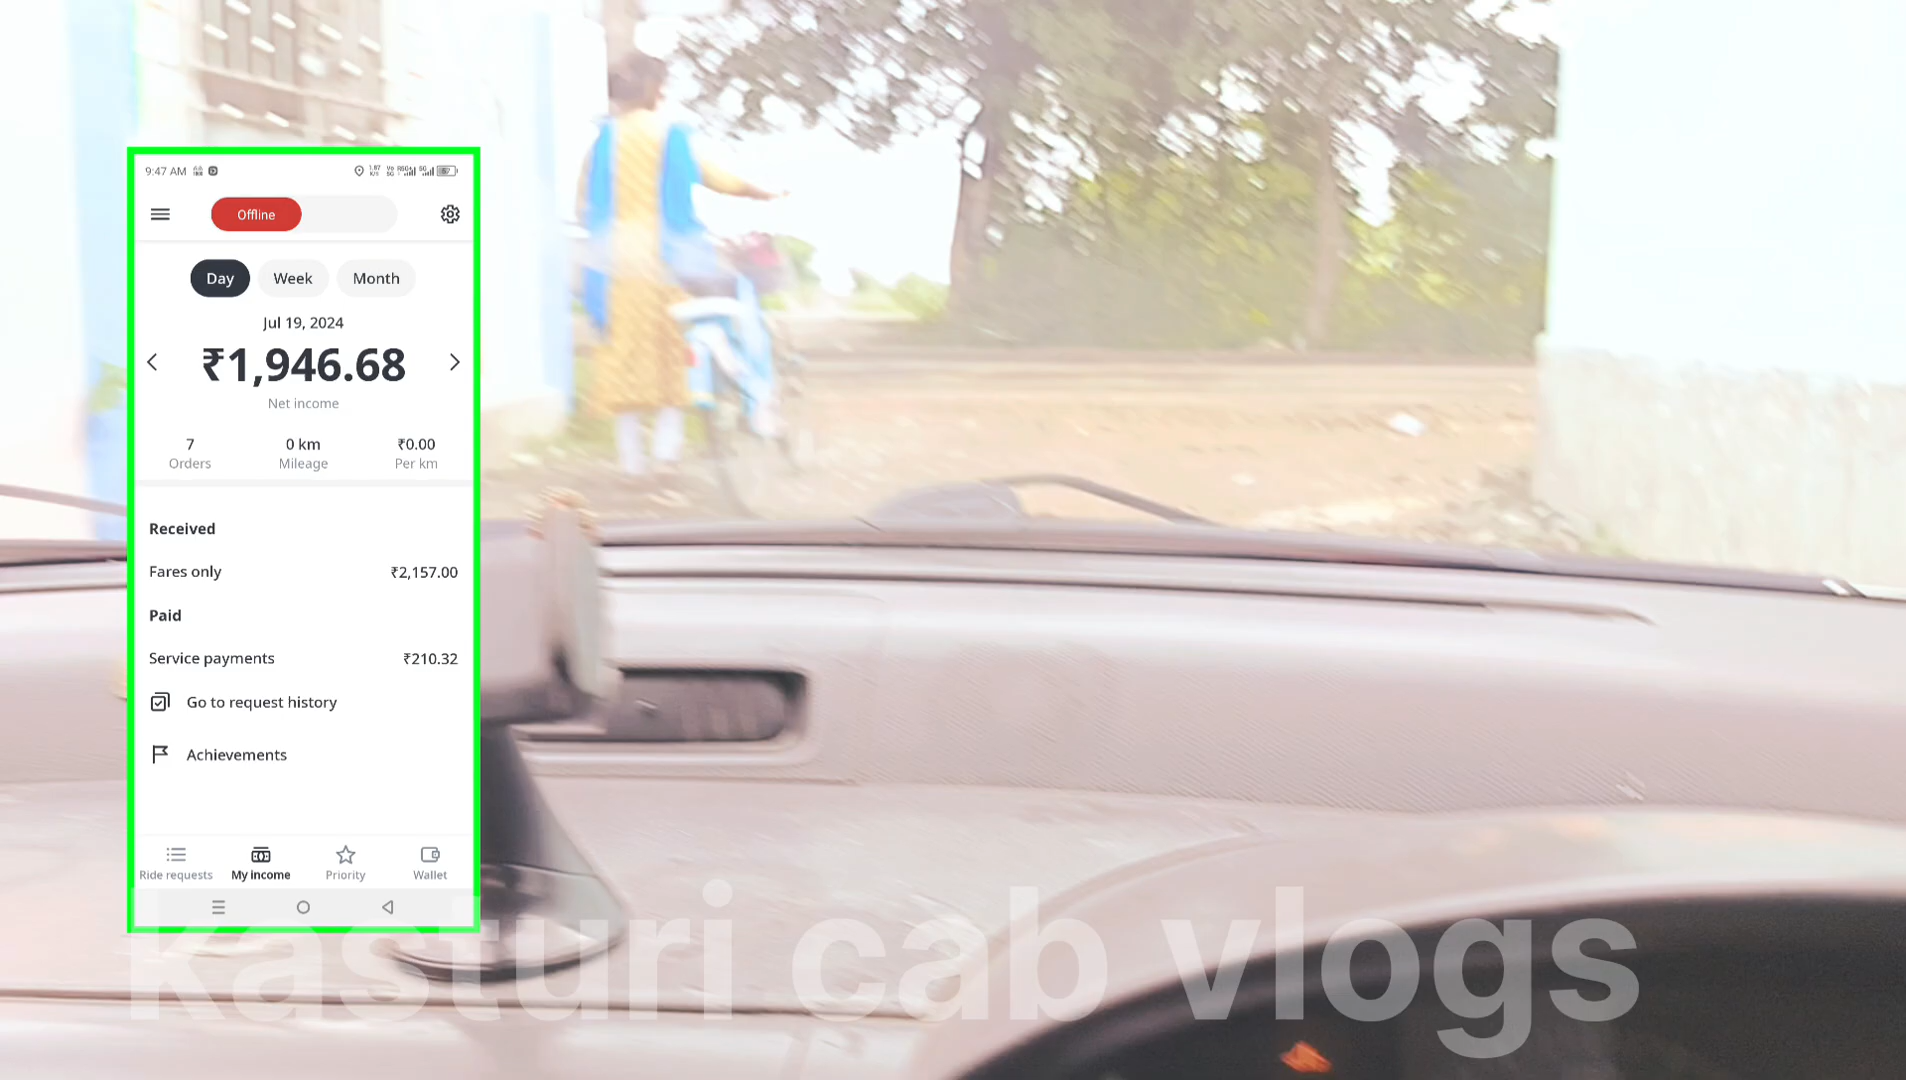 9:47 AM
Offline
Day Week Month
Jul 19, 2024
₹1,946.68
Net income
7 0 km ₹0.00
Orders Mileage Per km
Received
Fares only ₹2,157.00
Paid
Service payments ₹210.32
Go to request history
Achievements
Ride requests My income Priority Wallet
kasturi cab vlogs